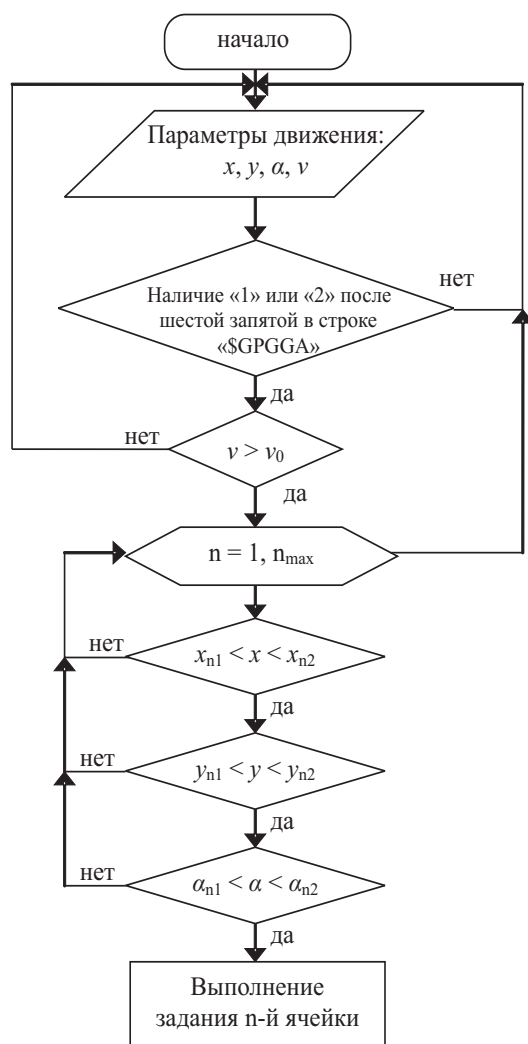 начало
Параметры движения:
x, y, α, v
нет
Наличие «1» или «2» после
шестой запятой в строке
«$GPGGA»
да
нет
v > v₀
да
n = 1, nmax
нет
xn1 < x < xn2
да
нет
yn1 < y < yn2
да
нет
αn1 < α < αn2
да
Выполнение
задания n-й ячейки